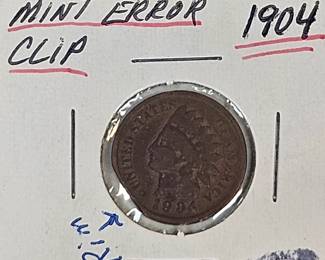 MINT ERROR 1904
CLIP
UNITED STATES OF AMERICA
1904